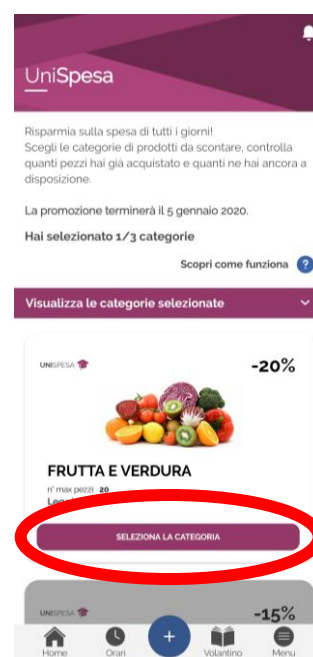 UniSpesa
Risparmia sulla spesa di tutti i giorni!
Scegli le categorie di prodotti da scontare, controlla
quanti pezzi hai già acquistato e quanti ne hai ancora a
disposizione.
La promozione terminerà il 5 gennaio 2020.
Hai selezionato 1/3 categorie
Scopri come funziona ?
Visualizza le categorie selezionate
UNISPESA -20%
FRUTTA E VERDURA
n° max pezzi 20
SELEZIONA LA CATEGORIA
UNISPESA -15%
Home Orari + Volantino Menu